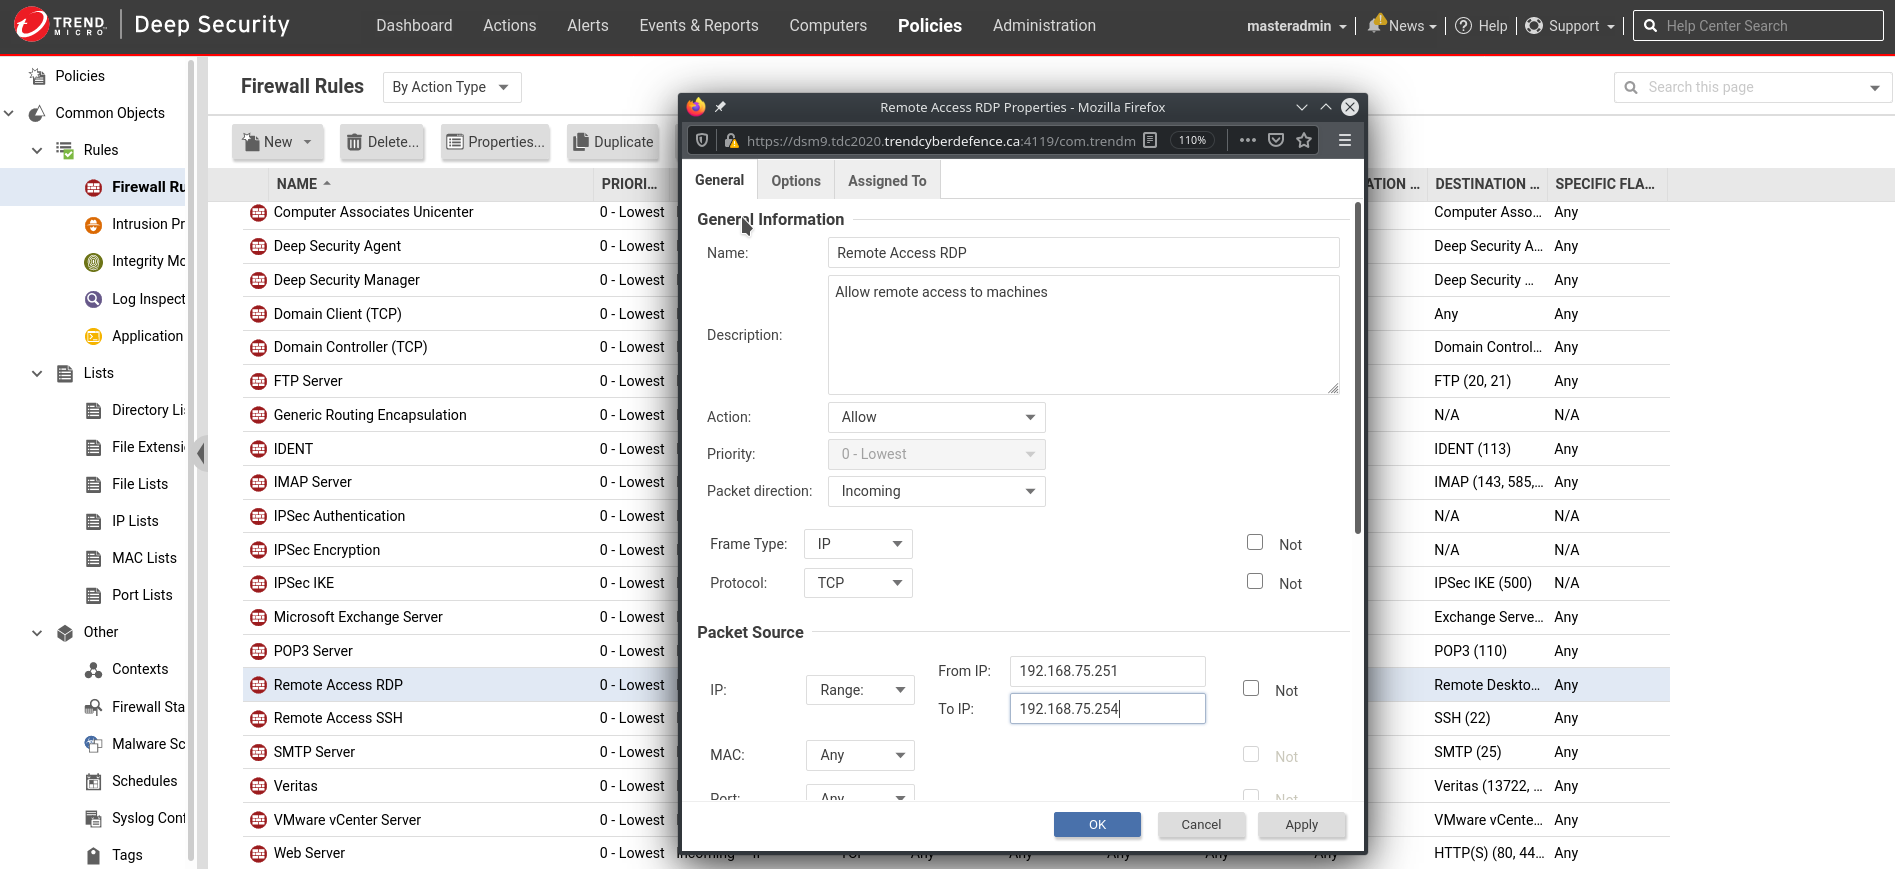 TREND MICRO Deep Security Dashboard Actions Alerts Events & Reports Computers Policies Administration masteradmin News Help Support Help Center Search
Policies
Common Objects
Rules
Firewall Ru
Intrusion Pr
Integrity Mo
Log Inspect
Application
Lists
Directory Li
File Extensi
File Lists
IP Lists
MAC Lists
Port Lists
Other
Contexts
Firewall Sta
Malware Sc
Schedules
Syslog Conf
Tags
Firewall Rules By Action Type Search this page
New Delete... Properties... Duplicate
NAME PRIORI... ATION ... DESTINATION ... SPECIFIC FLA...
Computer Associates Unicenter 0 - Lowest Computer Asso... Any
Deep Security Agent 0 - Lowest Deep Security A... Any
Deep Security Manager 0 - Lowest Deep Security ... Any
Domain Client (TCP) 0 - Lowest Any Any
Domain Controller (TCP) 0 - Lowest Domain Control... Any
FTP Server 0 - Lowest FTP (20, 21) Any
Generic Routing Encapsulation 0 - Lowest N/A N/A
IDENT 0 - Lowest IDENT (113) Any
IMAP Server 0 - Lowest IMAP (143, 585,... Any
IPSec Authentication 0 - Lowest N/A N/A
IPSec Encryption 0 - Lowest N/A N/A
IPSec IKE 0 - Lowest IPSec IKE (500) N/A
Microsoft Exchange Server 0 - Lowest Exchange Serve... Any
POP3 Server 0 - Lowest POP3 (110) Any
Remote Access RDP 0 - Lowest Remote Deskto... Any
Remote Access SSH 0 - Lowest SSH (22) Any
SMTP Server 0 - Lowest SMTP (25) Any
Veritas 0 - Lowest Veritas (13722, ... Any
VMware vCenter Server 0 - Lowest VMware vCente... Any
Web Server 0 - Lowest Incoming IP TCP Any Any Any Any Any HTTP(S) (80, 44... Any
Remote Access RDP Properties - Mozilla Firefox
https://dsm9.tdc2020.trendcyberdefence.ca:4119/com.trendm 110%
General Options Assigned To
General Information
Name: Remote Access RDP
Description: Allow remote access to machines
Action: Allow
Priority: 0 - Lowest
Packet direction: Incoming
Frame Type: IP Not
Protocol: TCP Not
Packet Source
IP: Range: From IP: 192.168.75.251 Not
To IP: 192.168.75.254
MAC: Any Not
Port: Any Not
OK Cancel Apply